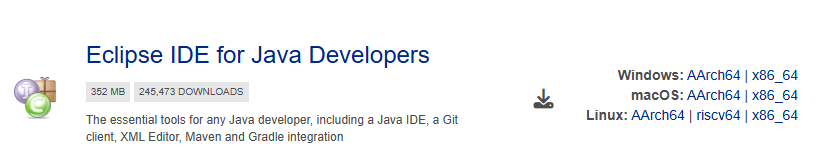 Eclipse IDE for Java Developers
352 MB 245,473 DOWNLOADS
The essential tools for any Java developer, including a Java IDE, a Git
client, XML Editor, Maven and Gradle integration
Windows: AArch64 | x86_64
macOS: AArch64 | x86_64
Linux: AArch64 | riscv64 | x86_64